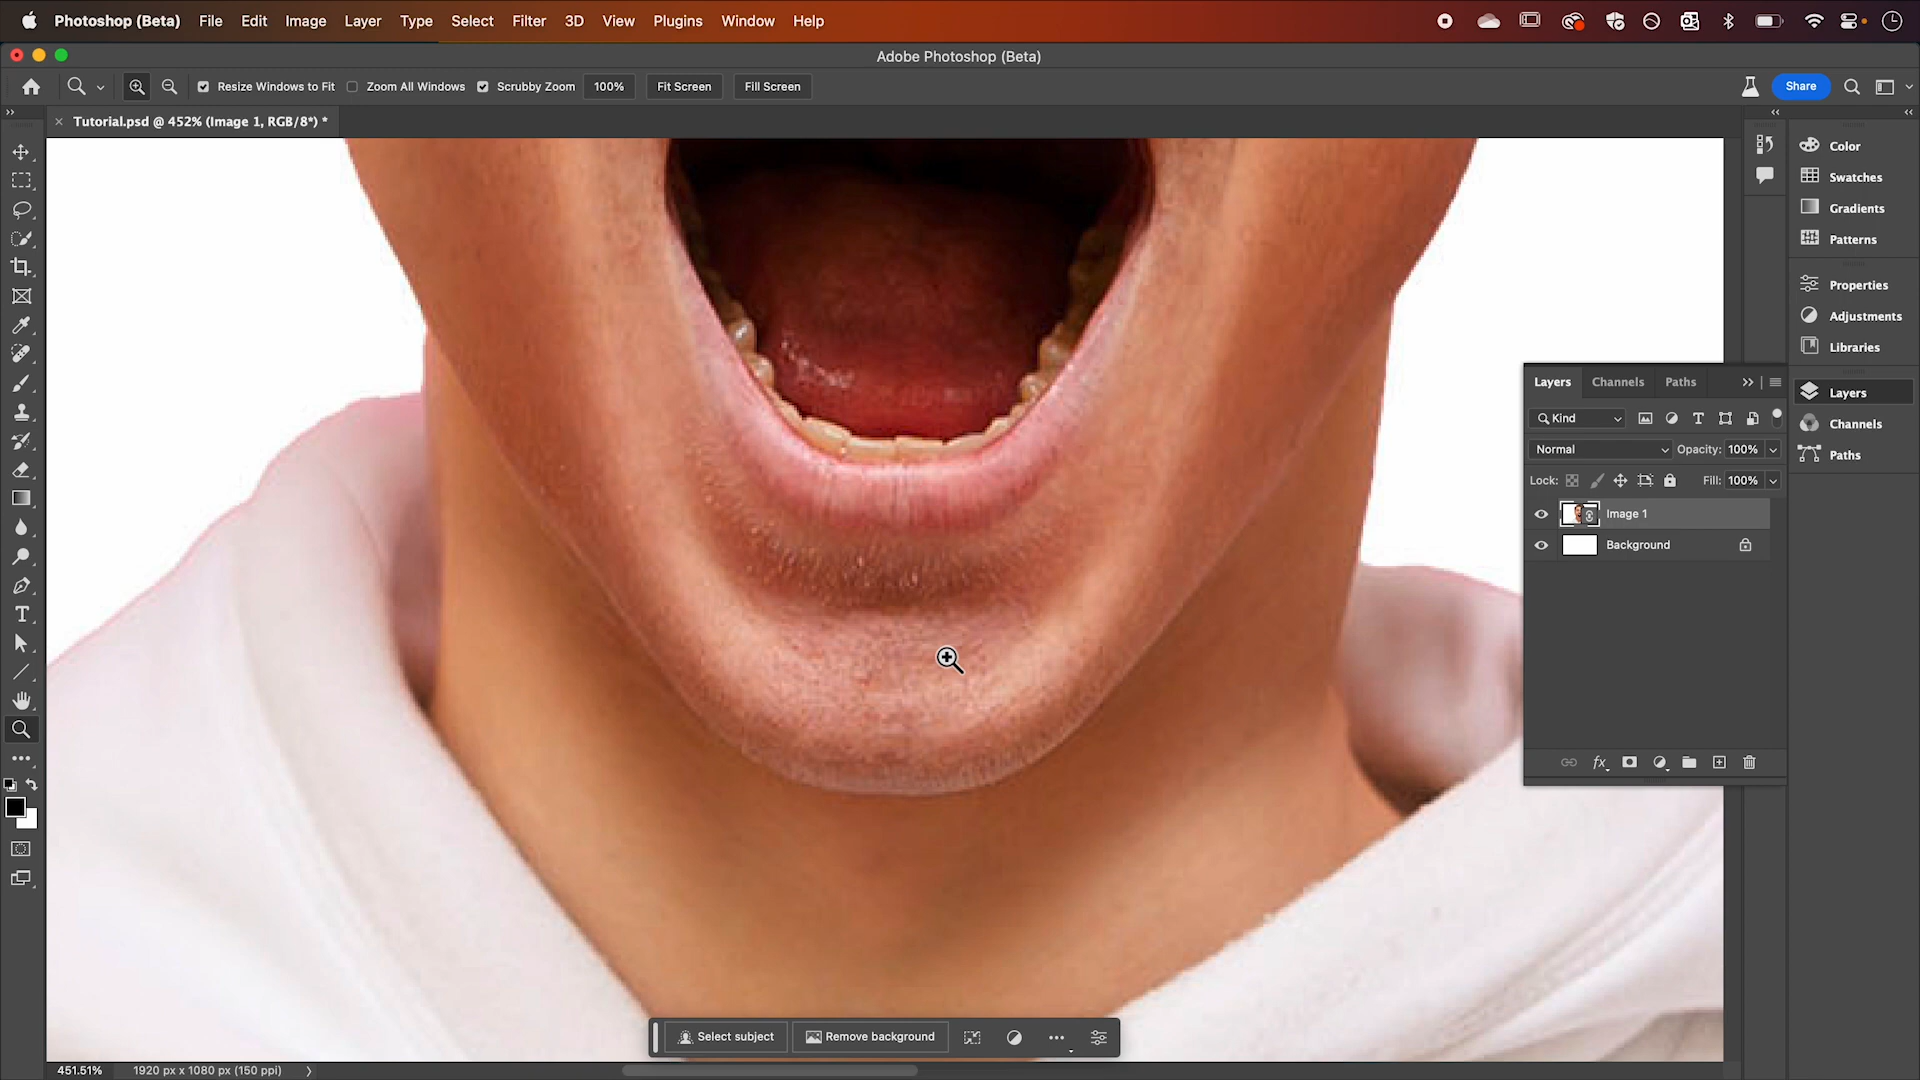 Photoshop (Beta) File Edit Image Layer Type Select Filter 3D View Plugins Window Help
Adobe Photoshop (Beta)
Resize Windows to Fit Zoom All Windows Scrubby Zoom 100% Fit Screen Fill Screen Share
Tutorial.psd @ 452% (Image 1, RGB/8*) *
Color
Swatches
Gradients
Patterns
Properties
Adjustments
Libraries
Layers
Channels
Paths
Layers Channels Paths
Kind
Normal Opacity: 100%
Lock: Fill: 100%
Image 1
Background
Select subject Remove background
451.51% 1920 px x 1080 px (150 ppi)